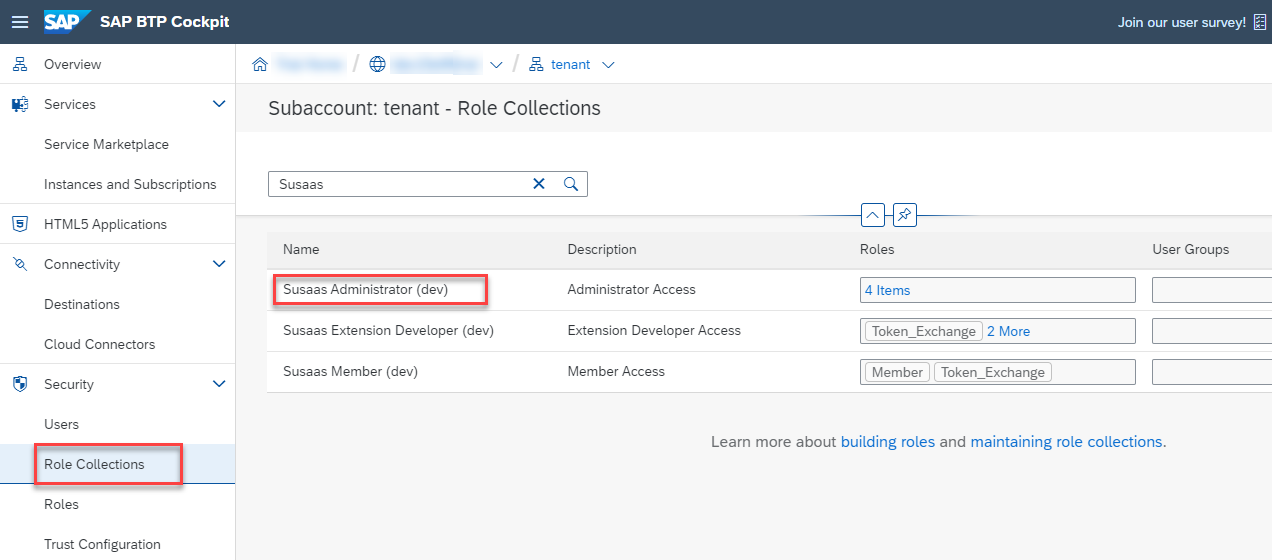 SAP SAP BTP Cockpit Join our user survey!
Overview
tenant
Services
Service Marketplace
Instances and Subscriptions
HTML5 Applications
Connectivity
Destinations
Cloud Connectors
Security
Users
Role Collections
Roles
Trust Configuration
Subaccount: tenant - Role Collections
Susaas
Name Description Roles User Groups
Susaas Administrator (dev) Administrator Access 4 Items
Susaas Extension Developer (dev) Extension Developer Access Token_Exchange 2 More
Susaas Member (dev) Member Access Member Token_Exchange
Learn more about building roles and maintaining role collections.